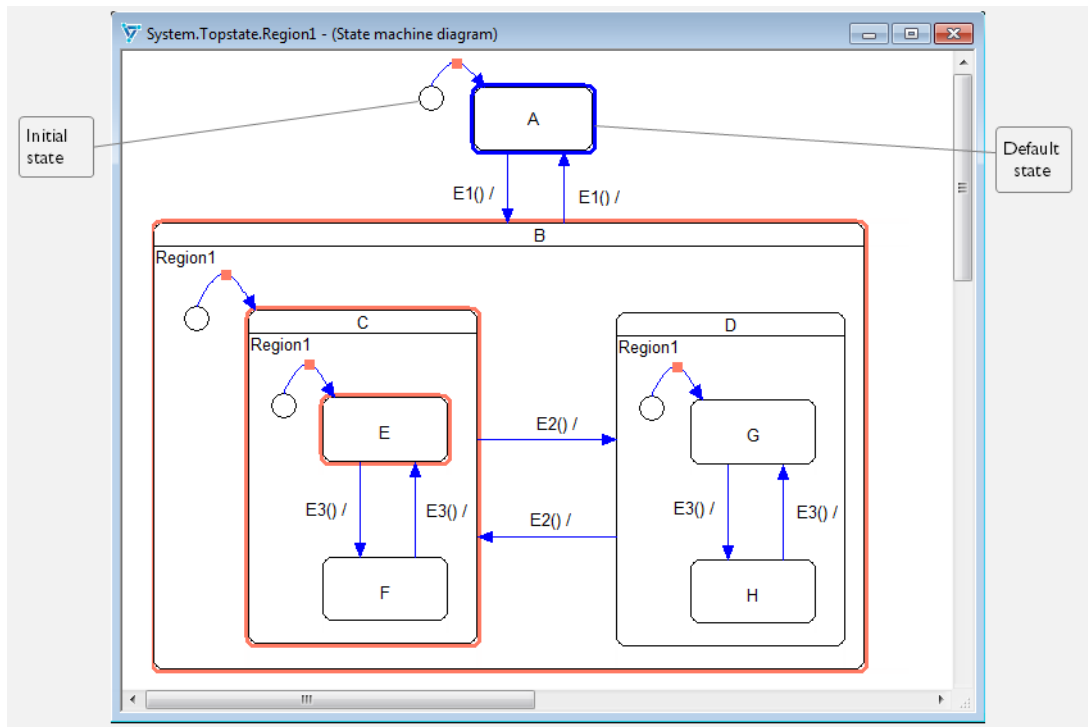 System.Topstate.Region1 - (State machine diagram)
Initial
state
A
Default
state
E1() /
E1() /
B
Region1
C
D
Region1
Region1
E
G
E2() /
E3() /
E3() /
E3() /
E3() /
E2() /
F
H